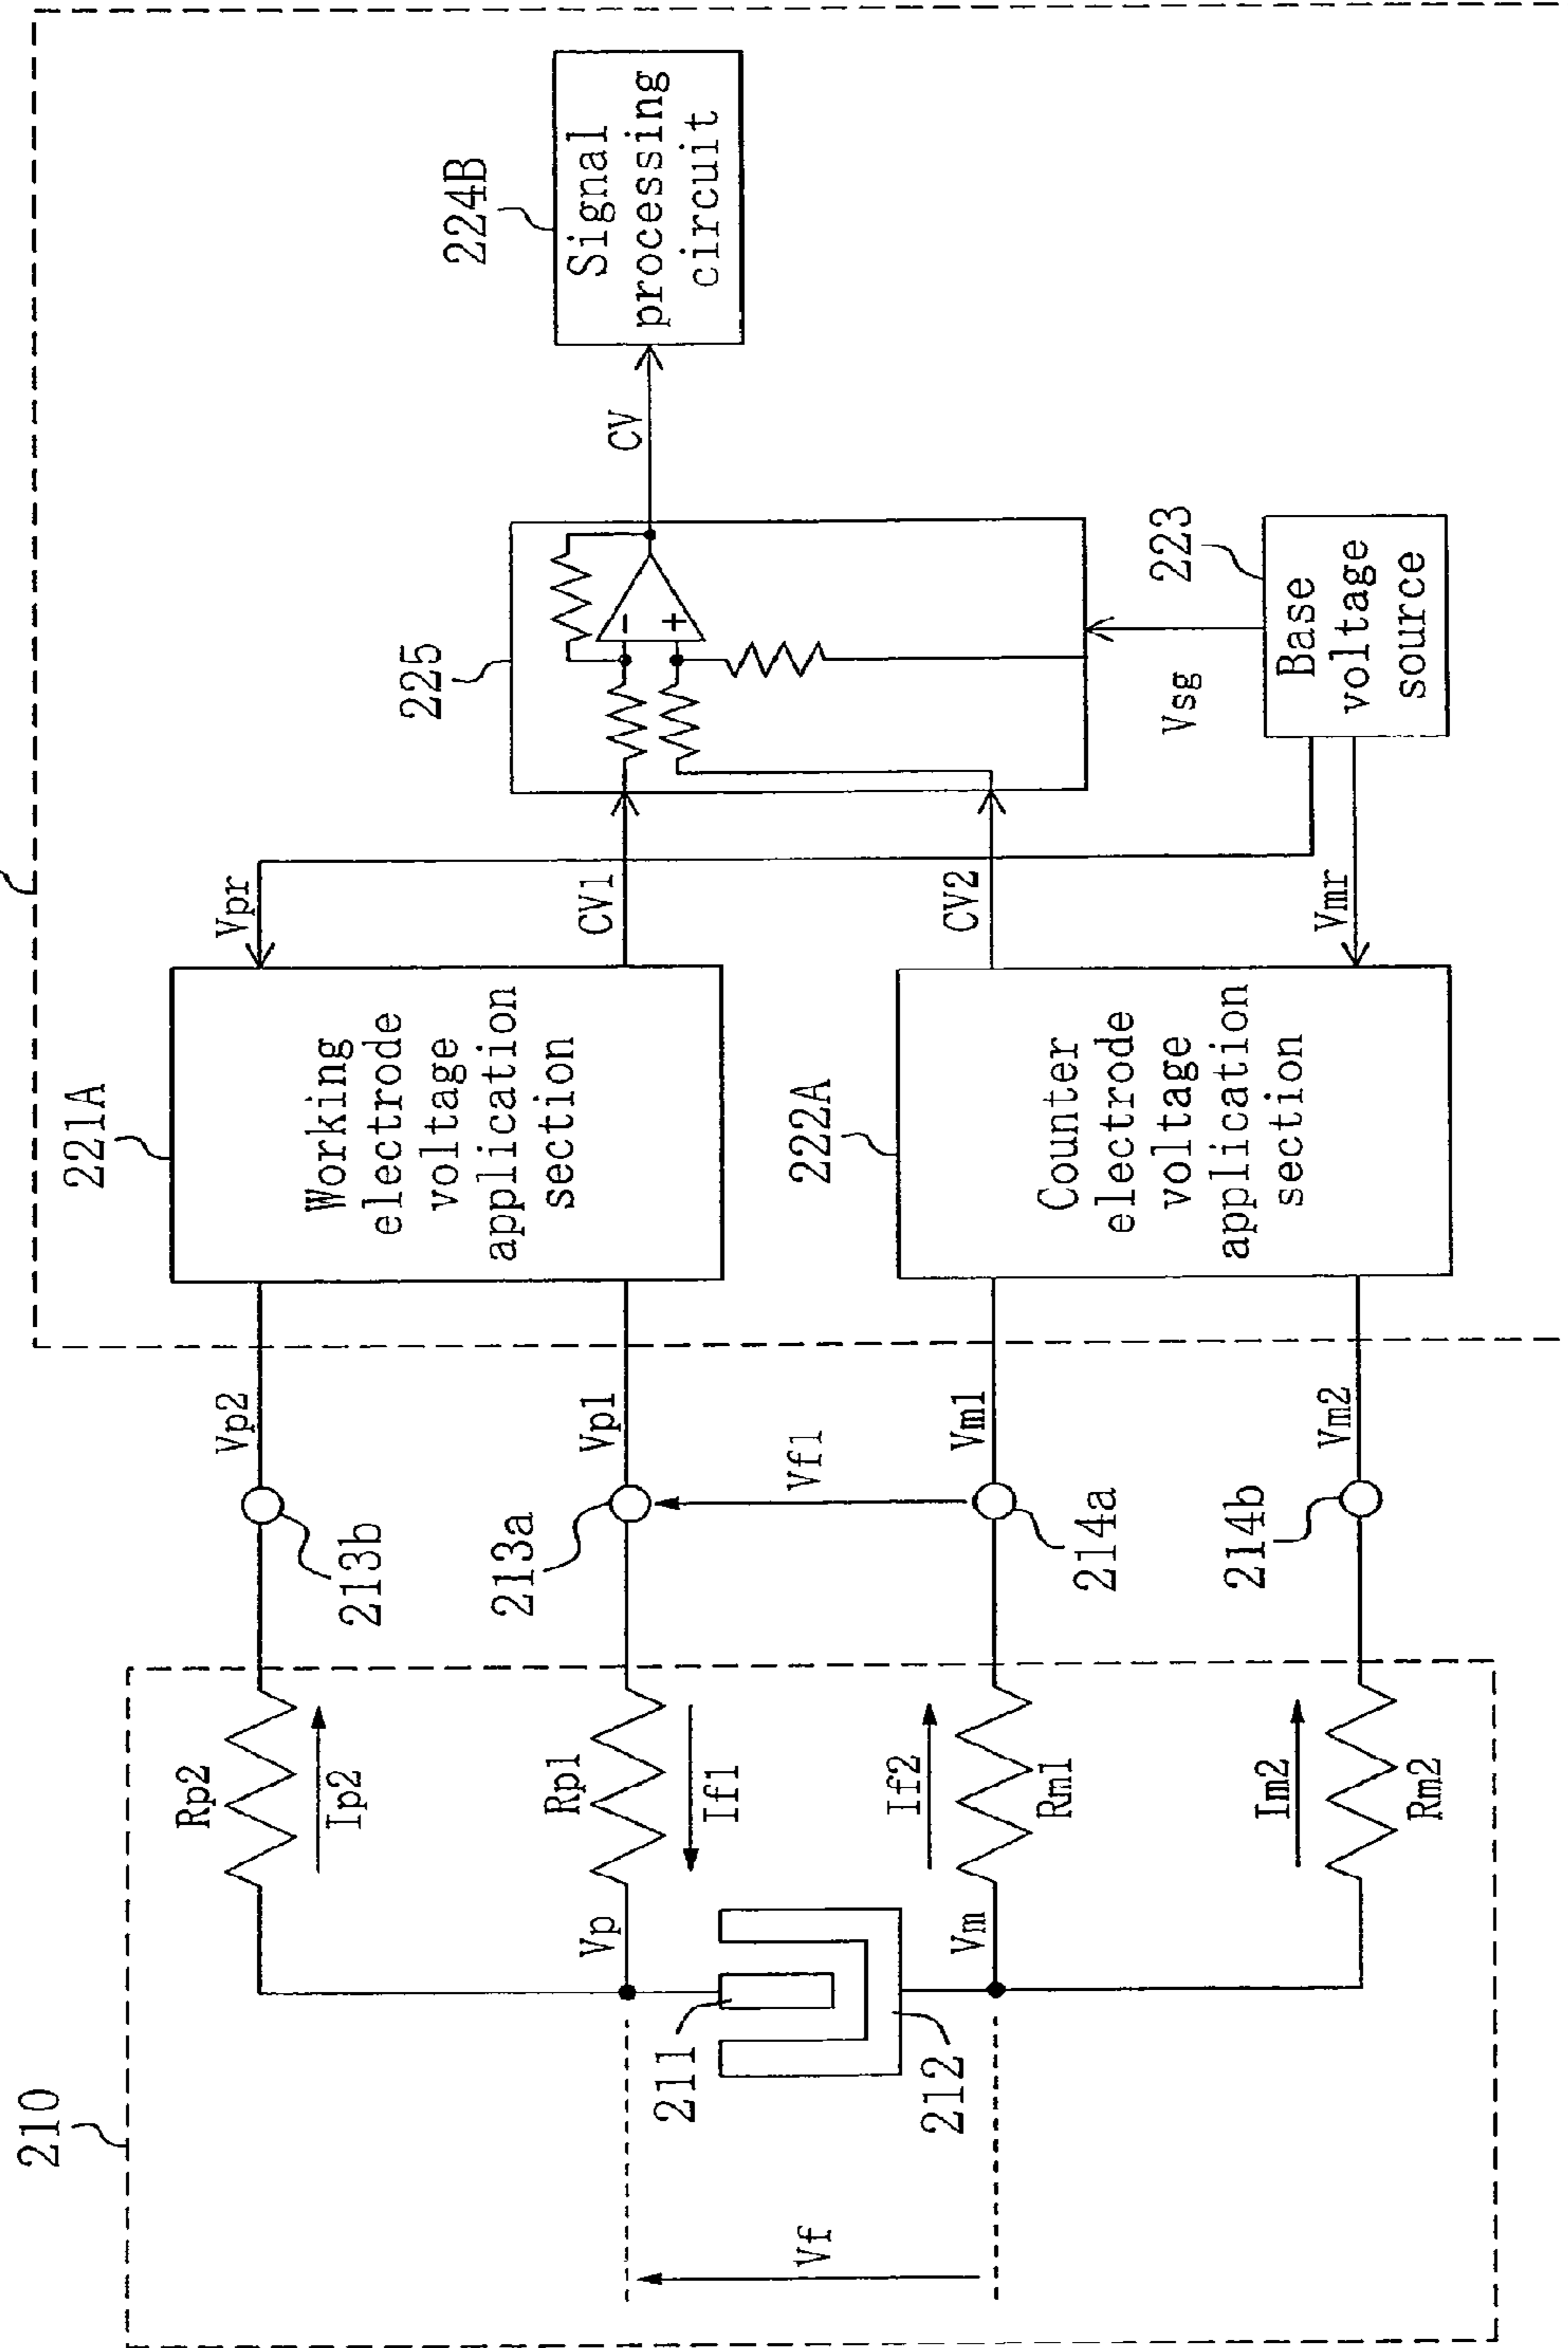 210
Vf
211
212
Vp
Vm
Rp2
Ip2
Rp1
If1
If2
Rm1
Im2
Rm2
213b
213a
214a
214b
Vp2
Vp1
Vf1
Vm1
Vm2
221A
Working
electrode
voltage
application
section
222A
Counter
electrode
voltage
application
section
Vpr
CV1
CV2
Vmr
225
-
+
Vsg
223
Base
voltage
source
CV
224B
Signal
processing
circuit